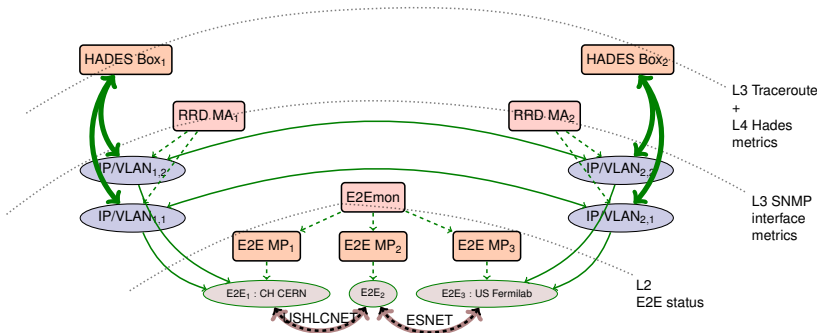 HADES Box1
HADES Box2
L3 Traceroute
+
L4 Hades
metrics
RRD MA1
RRD MA2
IP/VLAN1,2
IP/VLAN2,2
E2Emon
L3 SNMP
interface
metrics
IP/VLAN1,1
IP/VLAN2,1
E2E MP1
E2E MP2
E2E MP3
L2
E2E status
E2E1 : CH CERN
E2E2
E2E3 : US Fermilab
USHLCNET
ESNET